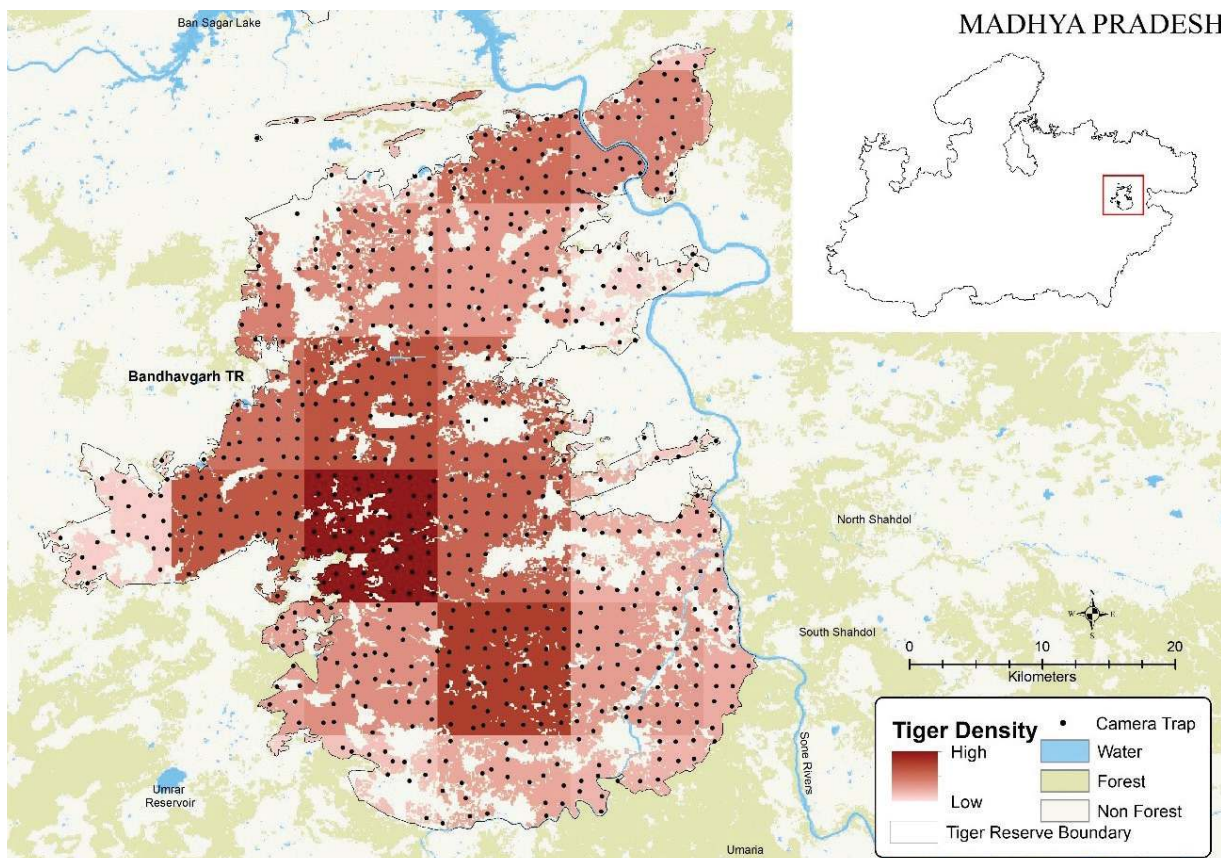 MADHYA PRADESH
Ban Sagar Lake
Bandhavgarh TR
North Shahdol
N
W E
S
South Shahdol
0 10 20
Kilometers
Sone Rivers
Umrar
Reservoir
Umaria
Tiger Density
High
Low
Camera Trap
Water
Forest
Non Forest
Tiger Reserve Boundary